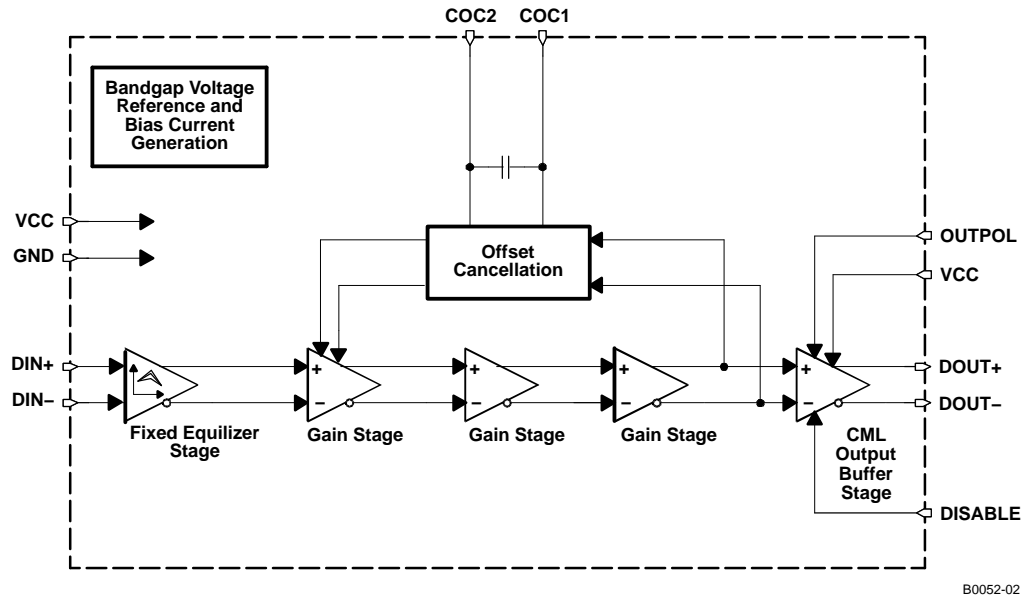 COC2 COC1
Bandgap Voltage
Reference and
Bias Current
Generation
VCC
GND
Offset
Cancellation
OUTPOL
VCC
DIN+
DIN−
+
−
+
−
+
−
+
−
DOUT+
DOUT−
Fixed Equilizer
Stage
Gain Stage
Gain Stage
Gain Stage
CML
Output
Buffer
Stage
DISABLE
B0052-02